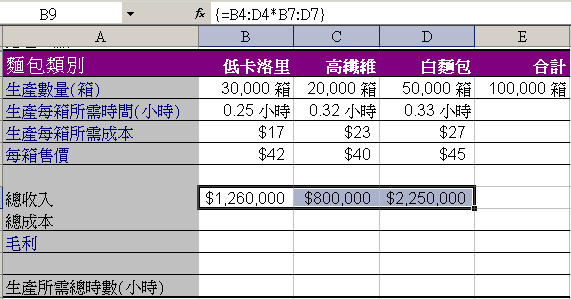 B9 fx {=B4:D4*B7:D7}
A B C D E
麵包類別 低卡洛里 高纖維 白麵包 合計
生產數量(箱) 30,000 箱 20,000 箱 50,000 箱 100,000 箱
生產每箱所需時間(小時) 0.25 小時 0.32 小時 0.33 小時
生產每箱所需成本 $17 $23 $27
每箱售價 $42 $40 $45
總收入 $1,260,000 $800,000 $2,250,000
總成本
毛利
生產所需總時數(小時)